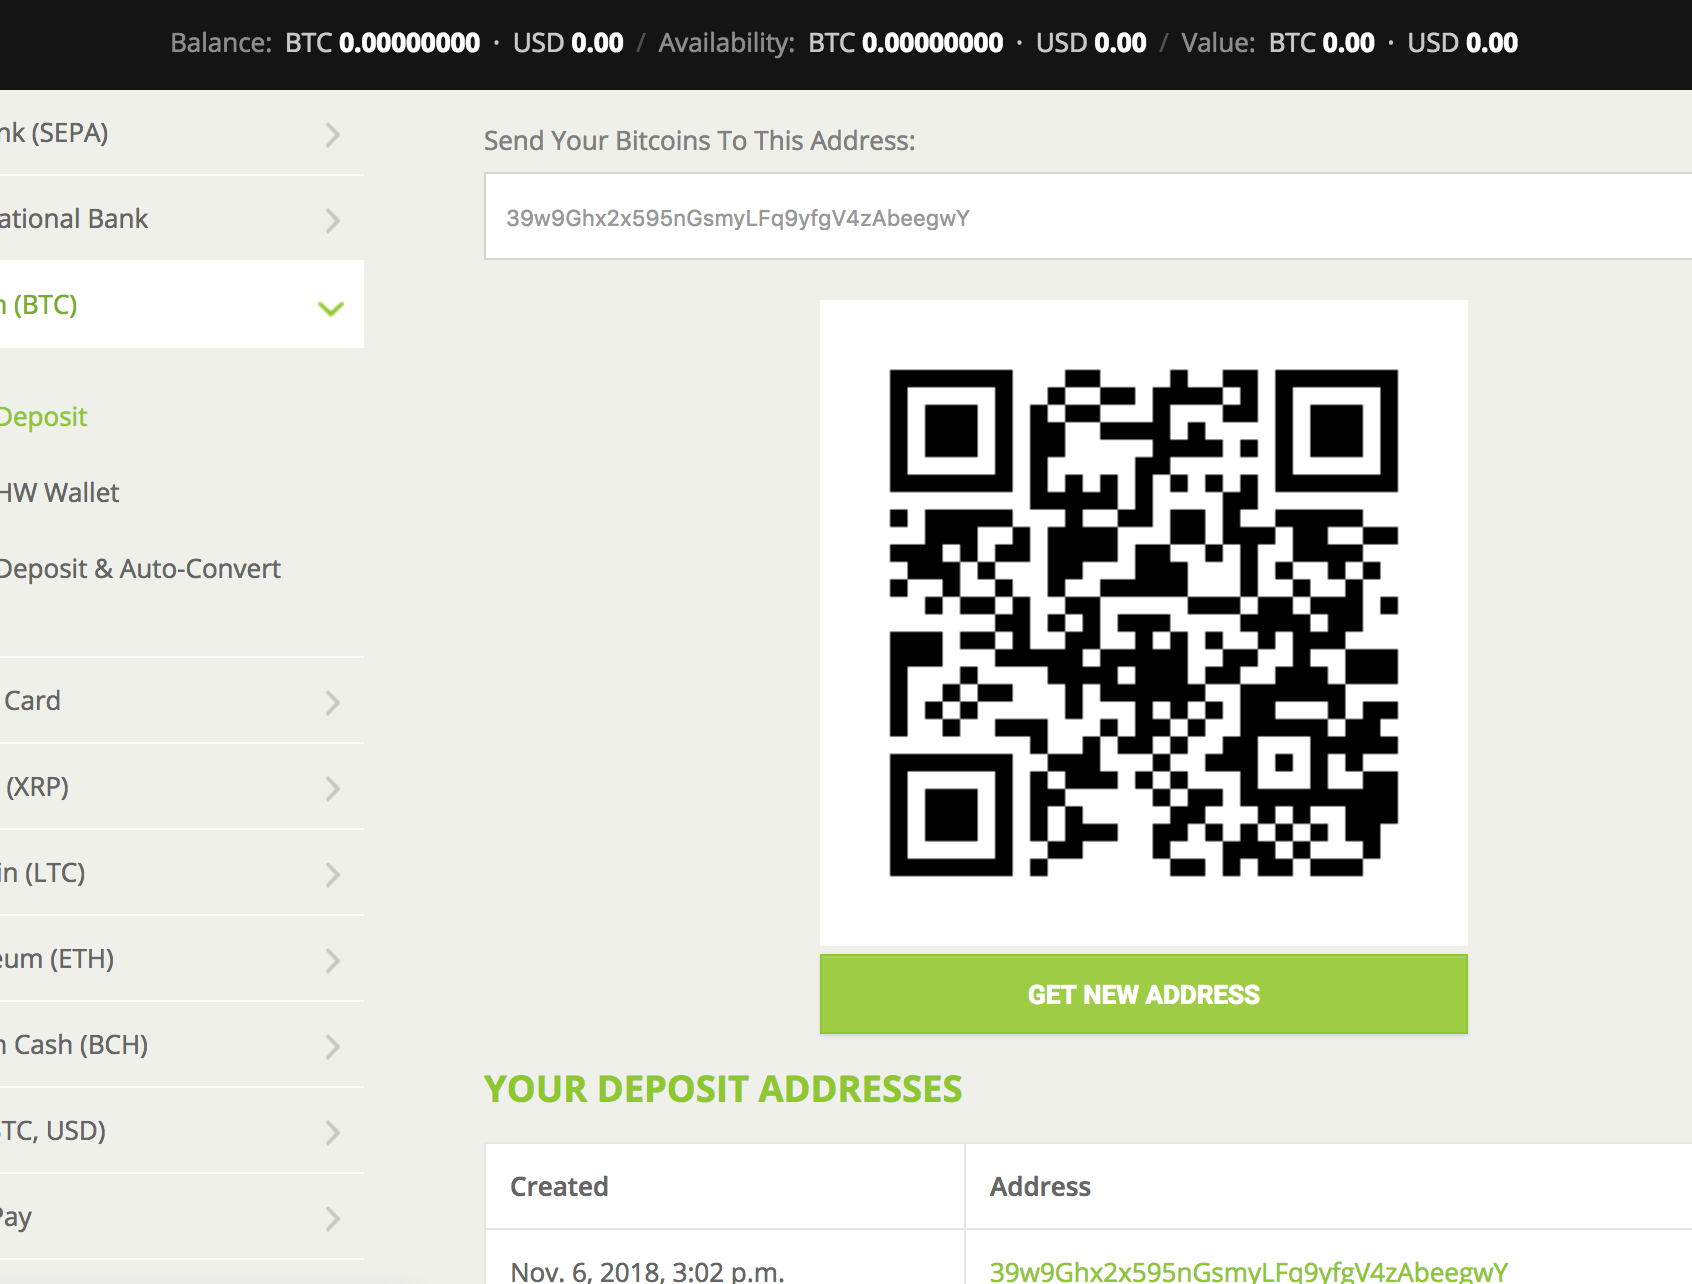 Balance: BTC 0.00000000 · USD 0.00 / Availability: BTC 0.00000000 · USD 0.00 / Value: BTC 0.00 · USD 0.00
nk (SEPA)
ational Bank
n (BTC)
Deposit
HW Wallet
Deposit & Auto-Convert
Card
(XRP)
in (LTC)
eum (ETH)
n Cash (BCH)
TC, USD)
Pay
Send Your Bitcoins To This Address:
39w9Ghx2x595nGsmyLFq9yfgV4zAbeegwY
GET NEW ADDRESS
YOUR DEPOSIT ADDRESSES
Created
Address
Nov. 6, 2018, 3:02 p.m.
39w9Ghx2x595nGsmyLFq9yfgV4zAbeegwY